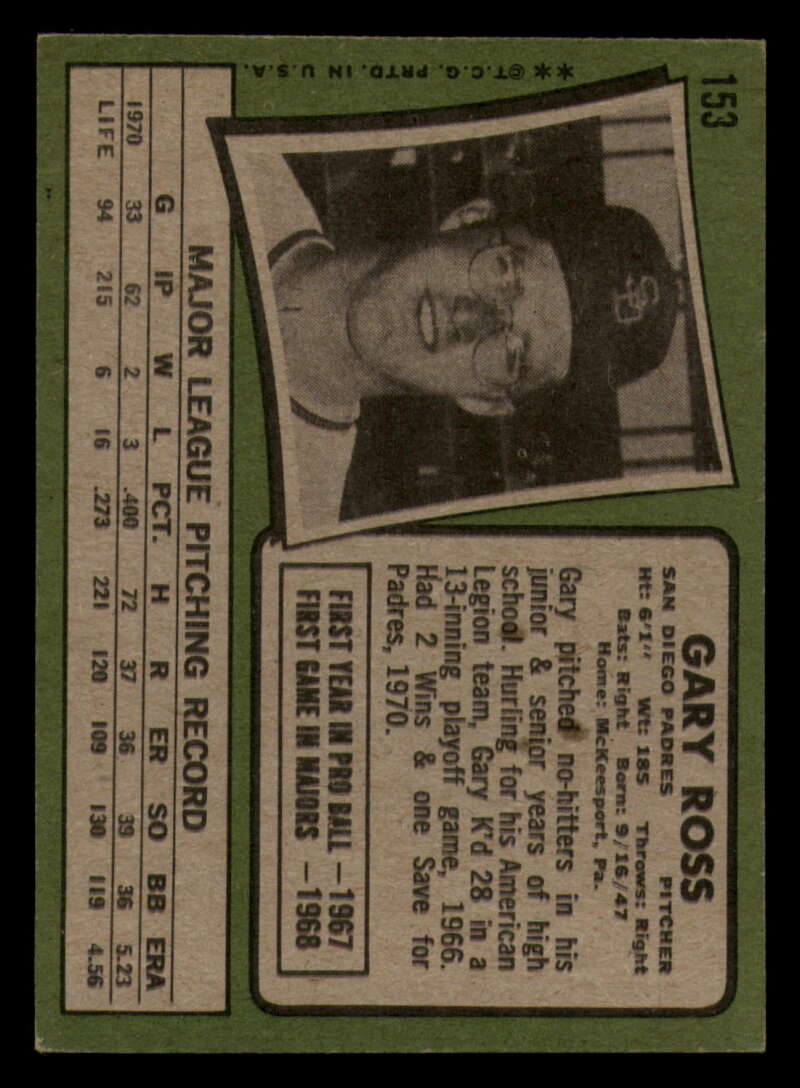 153
** ©T.C.G. PRTD. IN U.S.A.
SD
GARY ROSS
SAN DIEGO PADRES PITCHER
Ht: 6'1" Wt: 185 Throws: Right
Bats: Right Born: 9/16/47
Home: McKeesport, Pa.
Gary pitched no-hitters in his
junior & senior years of high
school. Hurling for his American
Legion team, Gary K'd 28 in a
13-inning playoff game, 1966.
Had 2 Wins & one Save for
Padres, 1970.
FIRST YEAR IN PRO BALL — 1967
FIRST GAME IN MAJORS — 1968
MAJOR LEAGUE PITCHING RECORD
G IP W L PCT. H R ER SO BB ERA
1970 33 62 2 3 .400 72 37 36 39 36 5.23
LIFE 94 215 6 16 .273 221 120 109 130 119 4.56